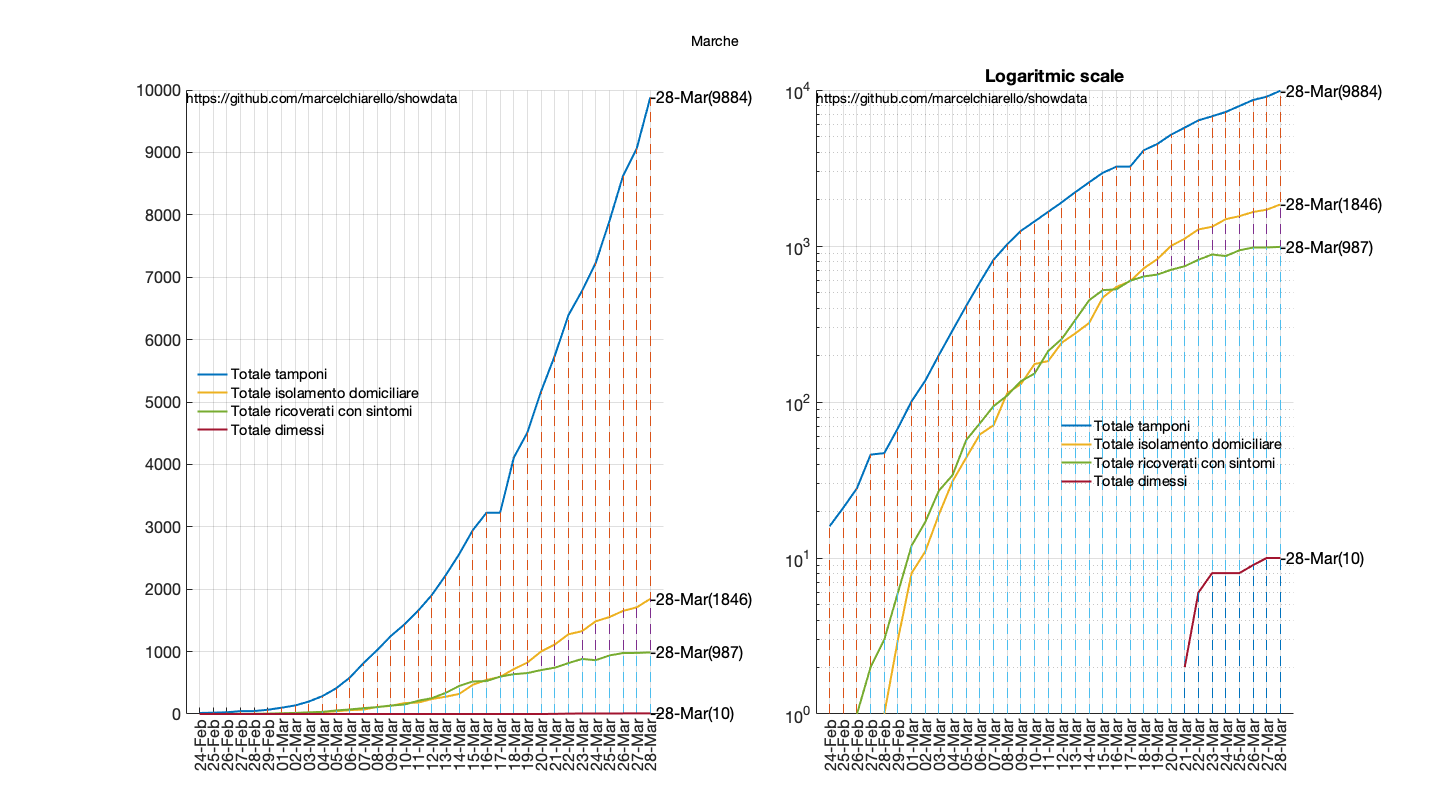 Marche
https://github.com/marcelchiarello/showdata
10000
9000
8000
7000
6000
5000
4000
3000
2000
1000
0
28-Mar(9884)
28-Mar(1846)
28-Mar(987)
28-Mar(10)
Totale tamponi
Totale isolamento domiciliare
Totale ricoverati con sintomi
Totale dimessi
24-Feb
25-Feb
26-Feb
27-Feb
28-Feb
29-Feb
01-Mar
02-Mar
03-Mar
04-Mar
05-Mar
06-Mar
07-Mar
08-Mar
09-Mar
10-Mar
11-Mar
12-Mar
13-Mar
14-Mar
15-Mar
16-Mar
17-Mar
18-Mar
19-Mar
20-Mar
21-Mar
22-Mar
23-Mar
24-Mar
25-Mar
26-Mar
27-Mar
28-Mar
Logaritmic scale
https://github.com/marcelchiarello/showdata
10^4
10^3
10^2
10^1
10^0
28-Mar(9884)
28-Mar(1846)
28-Mar(987)
28-Mar(10)
Totale tamponi
Totale isolamento domiciliare
Totale ricoverati con sintomi
Totale dimessi
24-Feb
25-Feb
26-Feb
27-Feb
28-Feb
29-Feb
01-Mar
02-Mar
03-Mar
04-Mar
05-Mar
06-Mar
07-Mar
08-Mar
09-Mar
10-Mar
11-Mar
12-Mar
13-Mar
14-Mar
15-Mar
16-Mar
17-Mar
18-Mar
19-Mar
20-Mar
21-Mar
22-Mar
23-Mar
24-Mar
25-Mar
26-Mar
27-Mar
28-Mar